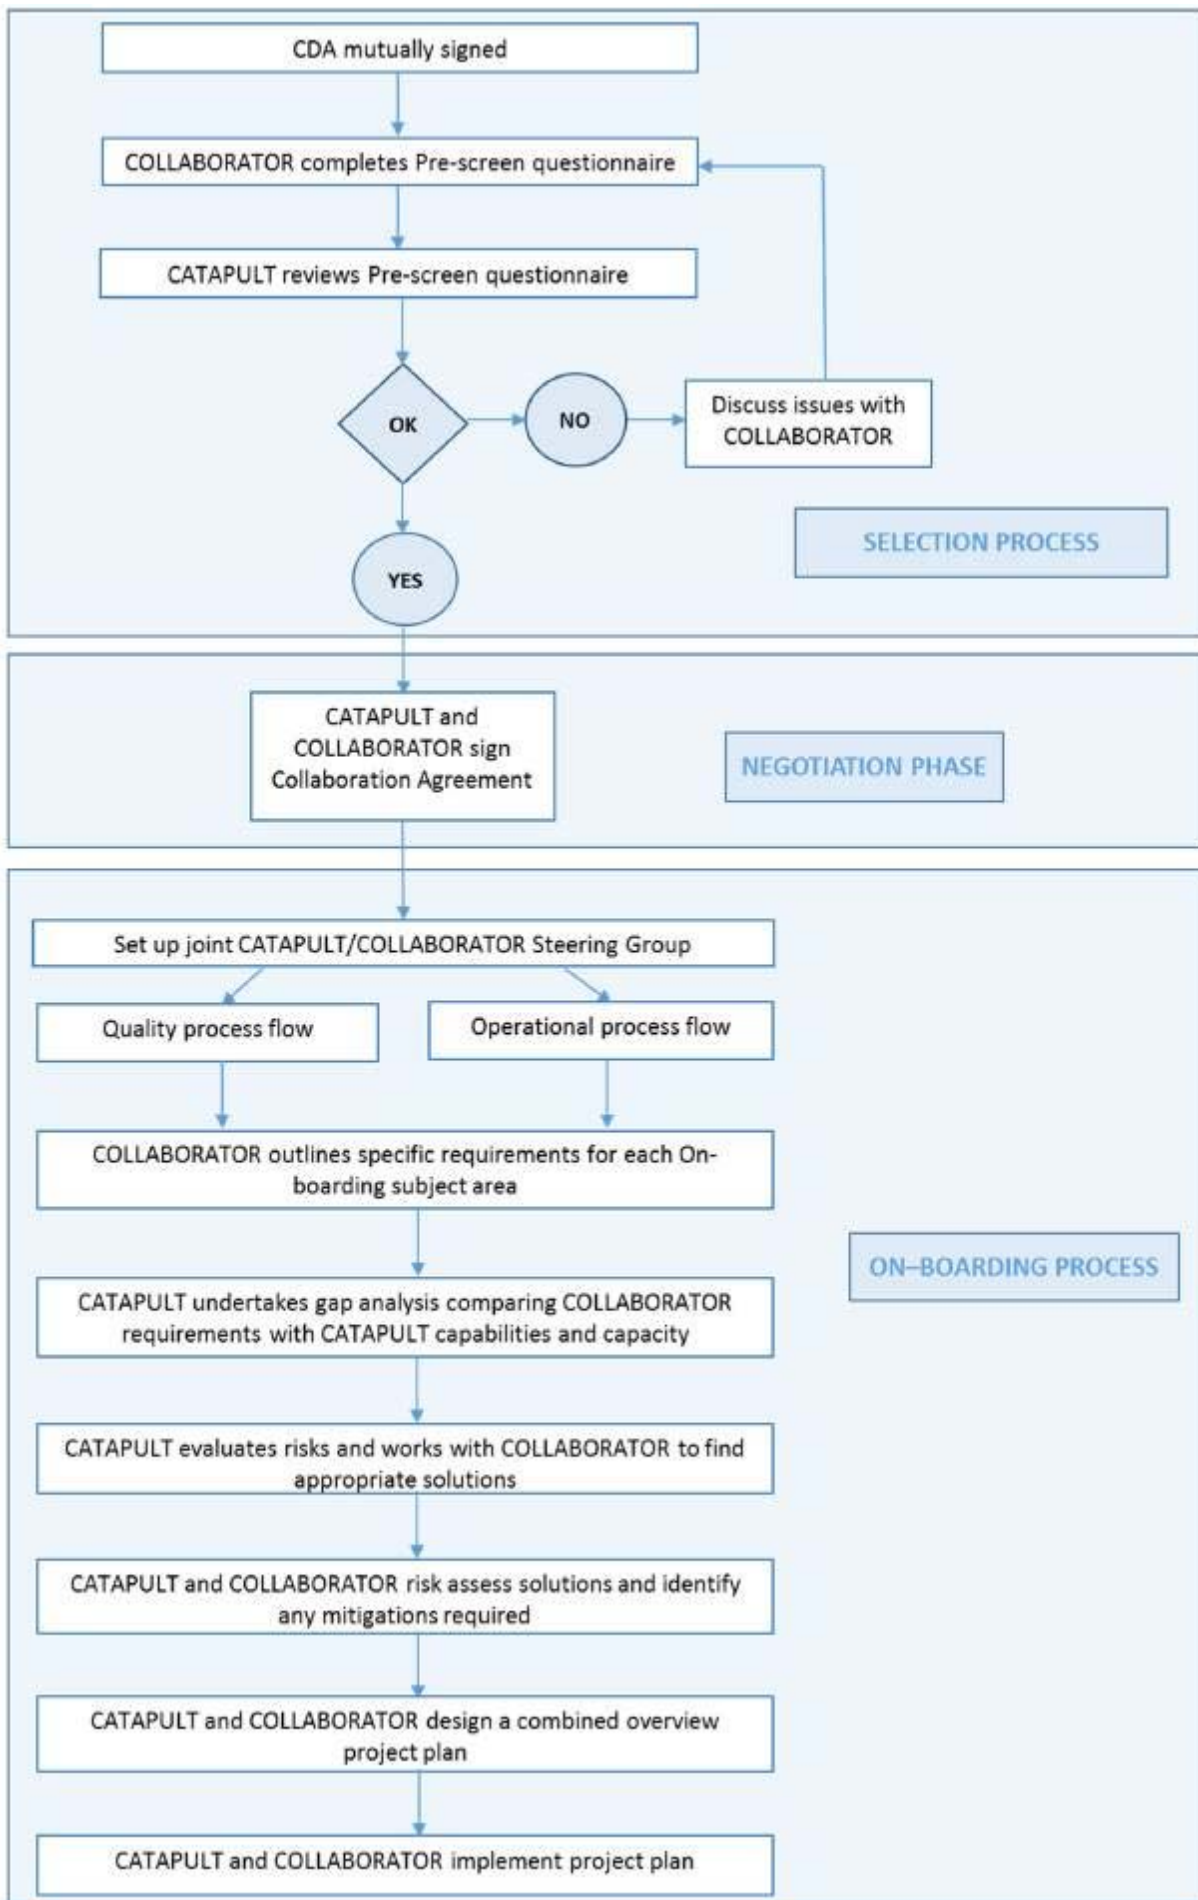 CDA mutually signed
COLLABORATOR completes Pre-screen questionnaire
CATAPULT reviews Pre-screen questionnaire
OK
NO
Discuss issues with
COLLABORATOR
SELECTION PROCESS
YES
CATAPULT and
COLLABORATOR sign
Collaboration Agreement
NEGOTIATION PHASE
Set up joint CATAPULT/COLLABORATOR Steering Group
Quality process flow
Operational process flow
COLLABORATOR outlines specific requirements for each On-
boarding subject area
ON–BOARDING PROCESS
CATAPULT undertakes gap analysis comparing COLLABORATOR
requirements with CATAPULT capabilities and capacity
CATAPULT evaluates risks and works with COLLABORATOR to find
appropriate solutions
CATAPULT and COLLABORATOR risk assess solutions and identify
any mitigations required
CATAPULT and COLLABORATOR design a combined overview
project plan
CATAPULT and COLLABORATOR implement project plan